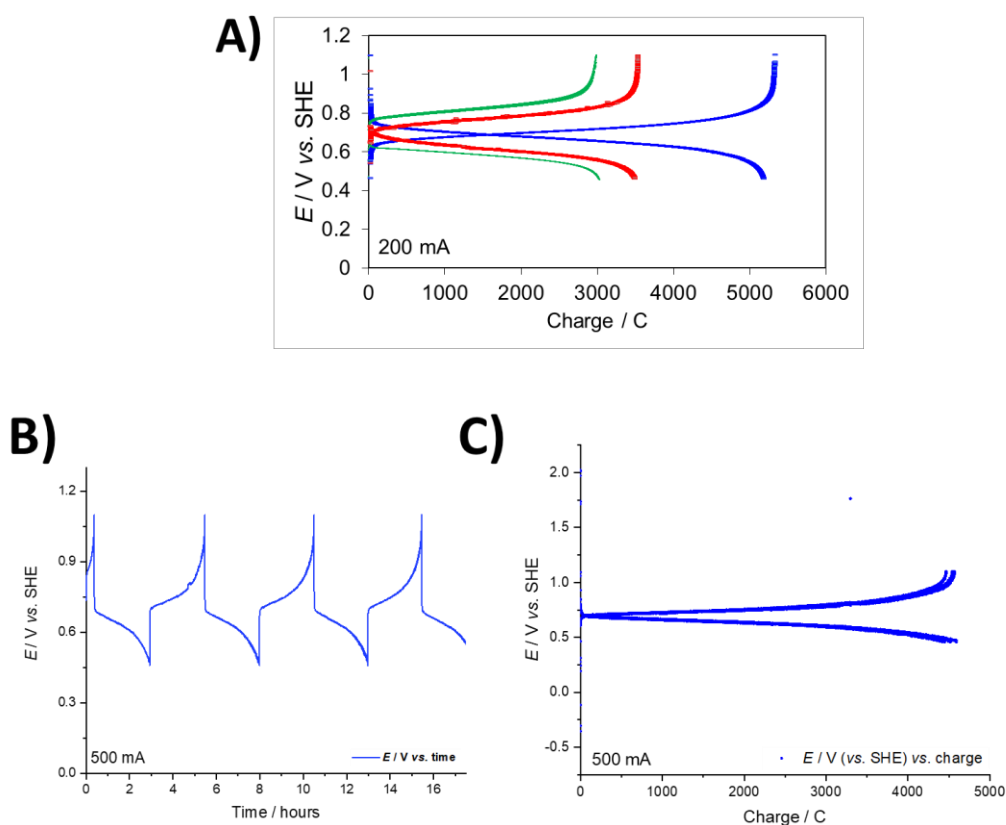 A)
E / V vs. SHE
1.2
1
0.8
0.6
0.4
0.2
0
200 mA
0 1000 2000 3000 4000 5000 6000
Charge / C
B)
E / V vs. SHE
1.2
0.9
0.6
0.3
0.0
500 mA
E / V vs. time
0 2 4 6 8 10 12 14 16
Time / hours
C)
E / V vs. SHE
2.0
1.5
1.0
0.5
0.0
-0.5
500 mA
E / V (vs. SHE) vs. charge
0 1000 2000 3000 4000 5000
Charge / C